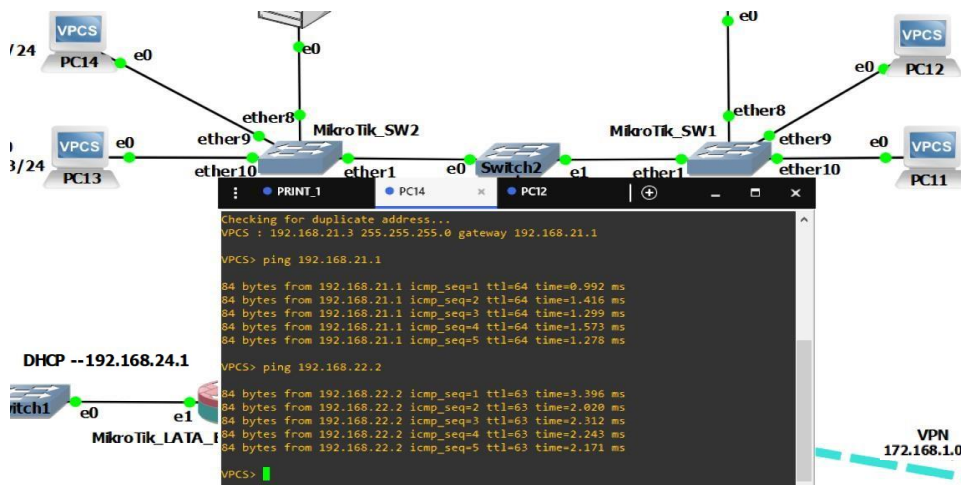 VPCS
e0
VPCS
/24
PC14
e0
e0
e0
PC12
ether8
ether8
ether9
MikroTik_SW2
MikroTik_SW1
ether9
VPCS
e0
e0
VPCS
3/24
PC13
ether10
ether1
e0
Switch2
e1
ether1
ether10
PC11
PRINT_1
PC14
PC12
Checking for duplicate address...
VPCS : 192.168.21.3 255.255.255.0 gateway 192.168.21.1
VPCS> ping 192.168.21.1
84 bytes from 192.168.21.1 icmp_seq=1 ttl=64 time=0.992 ms
84 bytes from 192.168.21.1 icmp_seq=2 ttl=64 time=1.416 ms
84 bytes from 192.168.21.1 icmp_seq=3 ttl=64 time=1.299 ms
84 bytes from 192.168.21.1 icmp_seq=4 ttl=64 time=1.573 ms
84 bytes from 192.168.21.1 icmp_seq=5 ttl=64 time=1.278 ms
VPCS> ping 192.168.22.2
84 bytes from 192.168.22.2 icmp_seq=1 ttl=63 time=3.396 ms
84 bytes from 192.168.22.2 icmp_seq=2 ttl=63 time=2.020 ms
84 bytes from 192.168.22.2 icmp_seq=3 ttl=63 time=2.312 ms
84 bytes from 192.168.22.2 icmp_seq=4 ttl=63 time=2.243 ms
84 bytes from 192.168.22.2 icmp_seq=5 ttl=63 time=2.171 ms
VPCS>
DHCP --192.168.24.1
itch1
e0
e1
MikroTik_LATA_
VPN
172.168.1.0